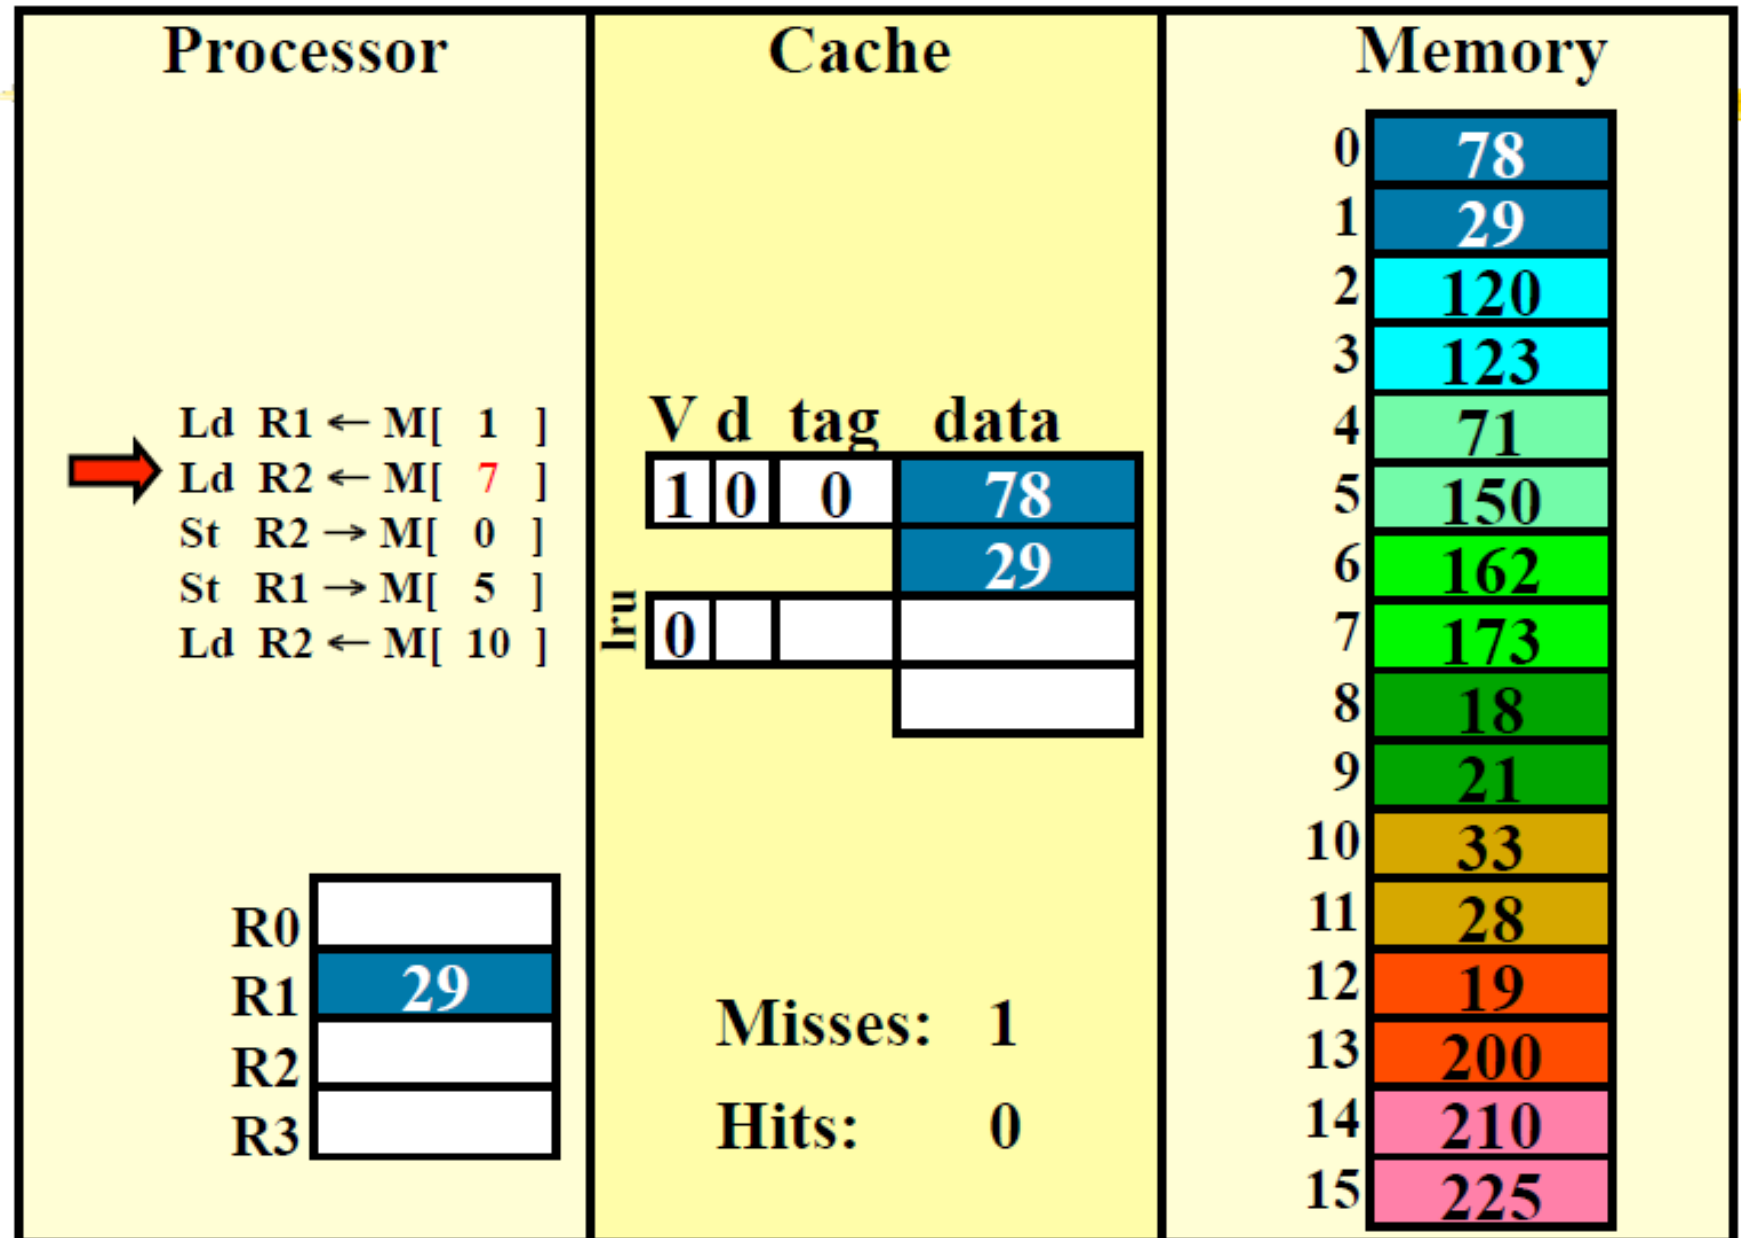 Processor
Ld R1 ← M[ 1 ]
Ld R2 ← M[ 7 ]
St R2 → M[ 0 ]
St R1 → M[ 5 ]
Ld R2 ← M[ 10 ]
R0
R1 29
R2
R3
Cache
V d tag data
1 0 0 78
29
lru 0
Misses: 1
Hits: 0
Memory
0 78
1 29
2 120
3 123
4 71
5 150
6 162
7 173
8 18
9 21
10 33
11 28
12 19
13 200
14 210
15 225